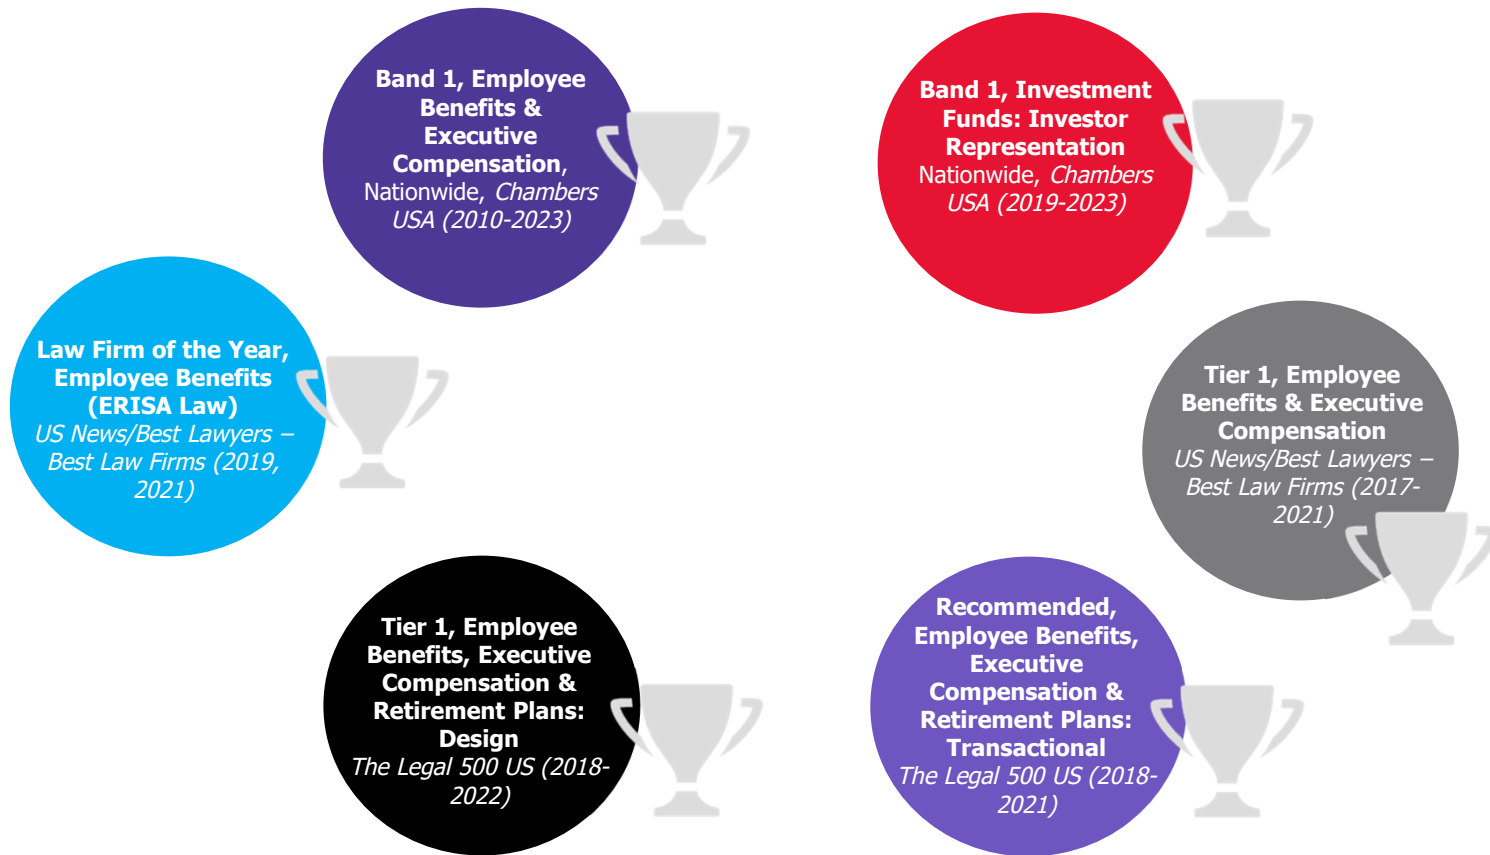 Band 1, Employee
Benefits &
Executive
Compensation,
Nationwide, Chambers
USA (2010-2023)
Band 1, Investment
Funds: Investor
Representation
Nationwide, Chambers
USA (2019-2023)
Law Firm of the Year,
Employee Benefits
(ERISA Law)
US News/Best Lawyers –
Best Law Firms (2019,
2021)
Tier 1, Employee
Benefits & Executive
Compensation
US News/Best Lawyers –
Best Law Firms (2017-
2021)
Tier 1, Employee
Benefits, Executive
Compensation &
Retirement Plans:
Design
The Legal 500 US (2018-
2022)
Recommended,
Employee Benefits,
Executive
Compensation &
Retirement Plans:
Transactional
The Legal 500 US (2018-
2021)